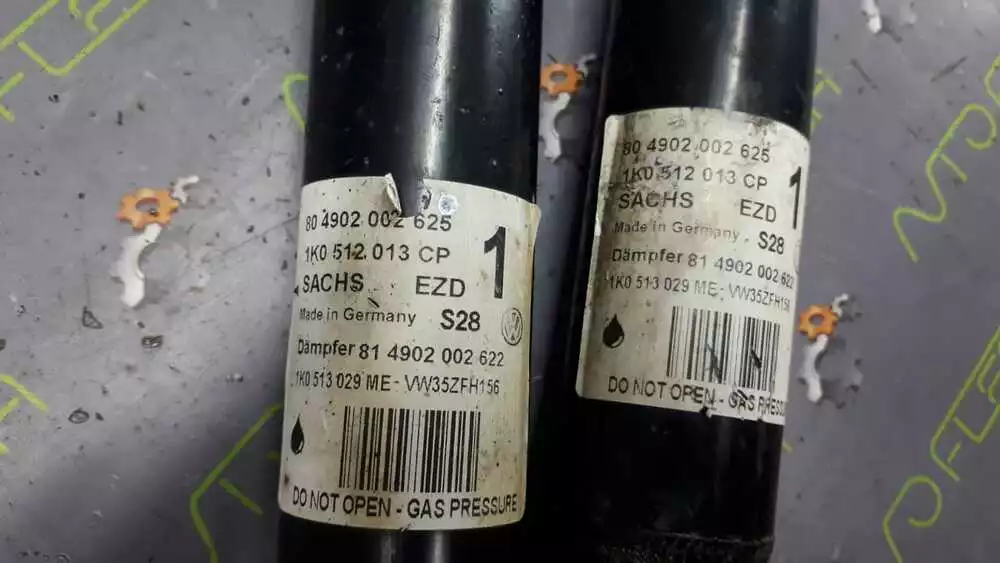 80 4902 002 625
1K0 512 013 CP
SACHS EZD 1
Made in Germany S28
Dämpfer 81 4902 002 622
1K0 513 029 ME - VW35ZFH156
DO NOT OPEN - GAS PRESSURE
80 4902 002 625
1K0 512 013 CP
SACHS EZD 1
Made in Germany - S28
Dämpfer 81 4902 002 622
1K0 513 029 ME - VW35ZFH156
DO NOT OPEN - GAS PRESSU